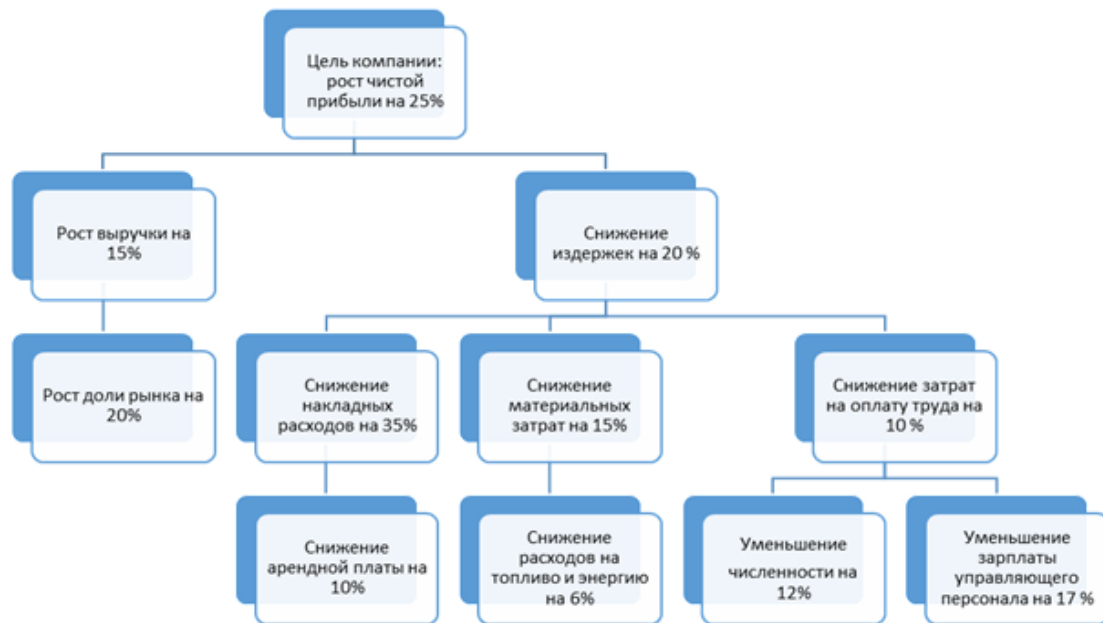 Цель компании:
рост чистой
прибыли на 25%
Рост выручки на
15%
Снижение
издержек на 20 %
Рост доли рынка на
20%
Снижение
накладных
расходов на 35%
Снижение
материальных
затрат на 15%
Снижение затрат
на оплату труда на
10 %
Снижение
арендной платы на
10%
Снижение
расходов на
топливо и энергию
на 6%
Уменьшение
численности на
12%
Уменьшение
зарплаты
управляющего
персонала на 17 %